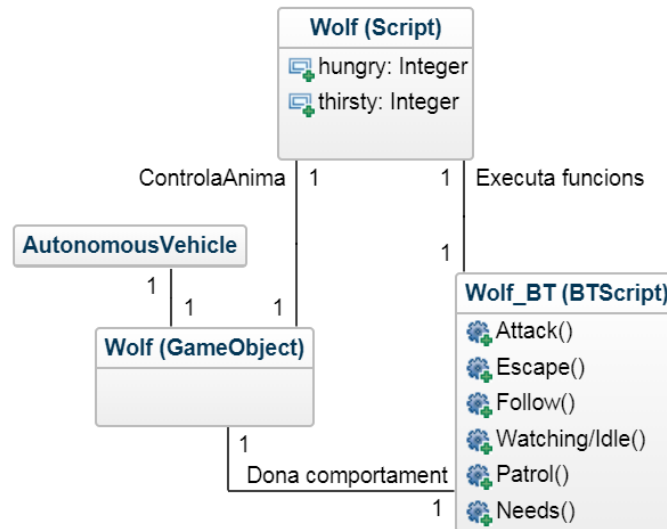 Wolf (Script)
hungry: Integer
thirsty: Integer
ControlaAnima
1
1
Executa funcions
AutonomousVehicle
1
1
1
1
Wolf (GameObject)
Wolf_BT (BTScript)
Attack()
Escape()
Follow()
Watching/Idle()
Patrol()
Needs()
1
Dona comportament
1